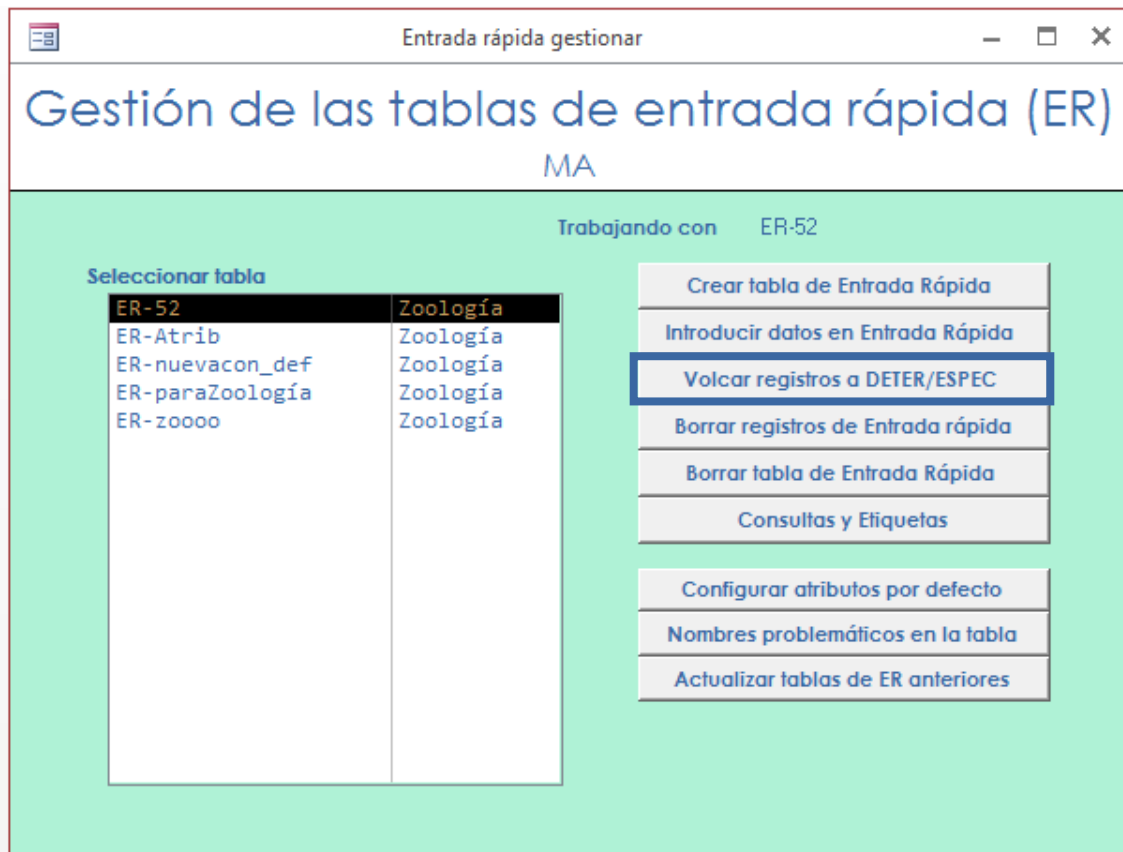 Entrada rápida gestionar
Gestión de las tablas de entrada rápida (ER)
MA
Trabajando con ER-52
Seleccionar tabla
ER-52 Zoología
ER-Atrib Zoología
ER-nuevacon_def Zoología
ER-paraZoología Zoología
ER-zoooo Zoología
Crear tabla de Entrada Rápida
Introducir datos en Entrada Rápida
Volcar registros a DETER/ESPEC
Borrar registros de Entrada rápida
Borrar tabla de Entrada Rápida
Consultas y Etiquetas
Configurar atributos por defecto
Nombres problemáticos en la tabla
Actualizar tablas de ER anteriores